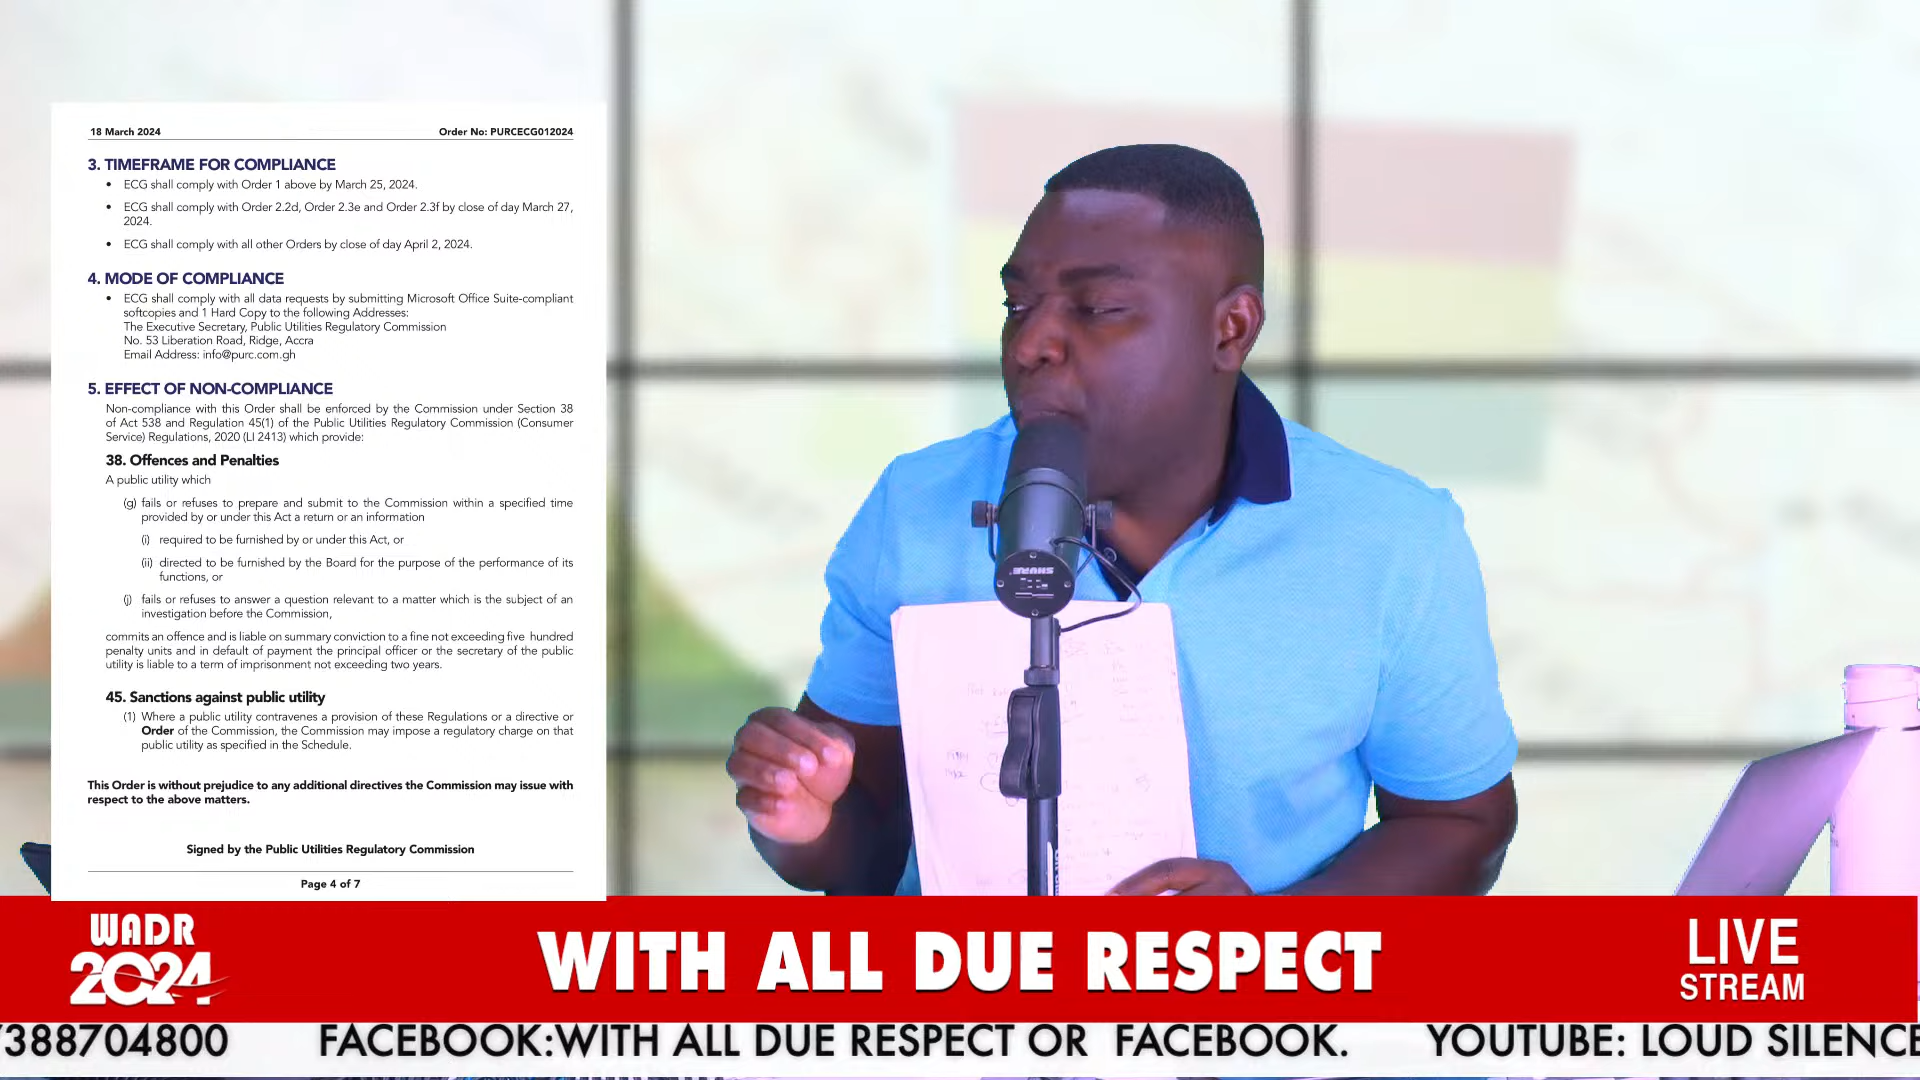 18 March 2024 Order No: PURCECG012024
3. TIMEFRAME FOR COMPLIANCE
• ECG shall comply with Order 1 above by March 25, 2024.
• ECG shall comply with Order 2.2d, Order 2.3e and Order 2.3f by close of day March 27,
2024.
• ECG shall comply with all other Orders by close of day April 2, 2024.
4. MODE OF COMPLIANCE
• ECG shall comply with all data requests by submitting Microsoft Office Suite-compliant
softcopies and 1 Hard Copy to the following Addresses:
The Executive Secretary, Public Utilities Regulatory Commission
No. 53 Liberation Road, Ridge, Accra
Email Address: info@purc.com.gh
5. EFFECT OF NON-COMPLIANCE
Non-compliance with this Order shall be enforced by the Commission under Section 38
of Act 538 and Regulation 45(1) of the Public Utilities Regulatory Commission (Consumer
Service) Regulations, 2020 (LI 2413) which provide:
38. Offences and Penalties
A public utility which
(g) fails or refuses to prepare and submit to the Commission within a specified time
provided by or under this Act a return or an information
(i) required to be furnished by or under this Act, or
(ii) directed to be furnished by the Board for the purpose of the performance of its
functions, or
(j) fails or refuses to answer a question relevant to a matter which is the subject of an
investigation before the Commission,
commits an offence and is liable on summary conviction to a fine not exceeding five hundred
penalty units and in default of payment the principal officer or the secretary of the public
utility is liable to a term of imprisonment not exceeding two years.
45. Sanctions against public utility
(1) Where a public utility contravenes a provision of these Regulations or a directive or
Order of the Commission, the Commission may impose a regulatory charge on that
public utility as specified in the Schedule.
This Order is without prejudice to any additional directives the Commission may issue with
respect to the above matters.
Signed by the Public Utilities Regulatory Commission
Page 4 of 7
SHURE
WADR
2024
WITH ALL DUE RESPECT
LIVE
STREAM
388704800 FACEBOOK:WITH ALL DUE RESPECT OR FACEBOOK. YOUTUBE: LOUD SILENCE